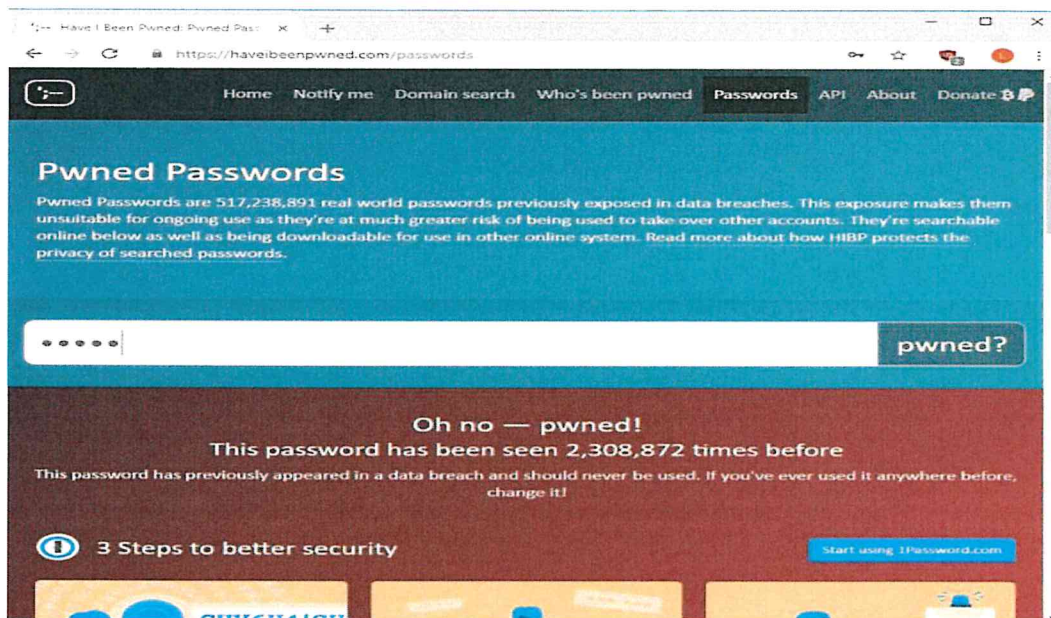 ';-- Have I Been Pwned: Pwned Pass
https://haveibeenpwned.com/passwords
';--
Home Notify me Domain search Who's been pwned Passwords API About Donate
Pwned Passwords
Pwned Passwords are 517,238,891 real world passwords previously exposed in data breaches. This exposure makes them
unsuitable for ongoing use as they're at much greater risk of being used to take over other accounts. They're searchable
online below as well as being downloadable for use in other online system. Read more about how HIBP protects the
privacy of searched passwords.
pwned?
Oh no — pwned!
This password has been seen 2,308,872 times before
This password has previously appeared in a data breach and should never be used. If you've ever used it anywhere before,
change it!
3 Steps to better security
Start using 1Password.com